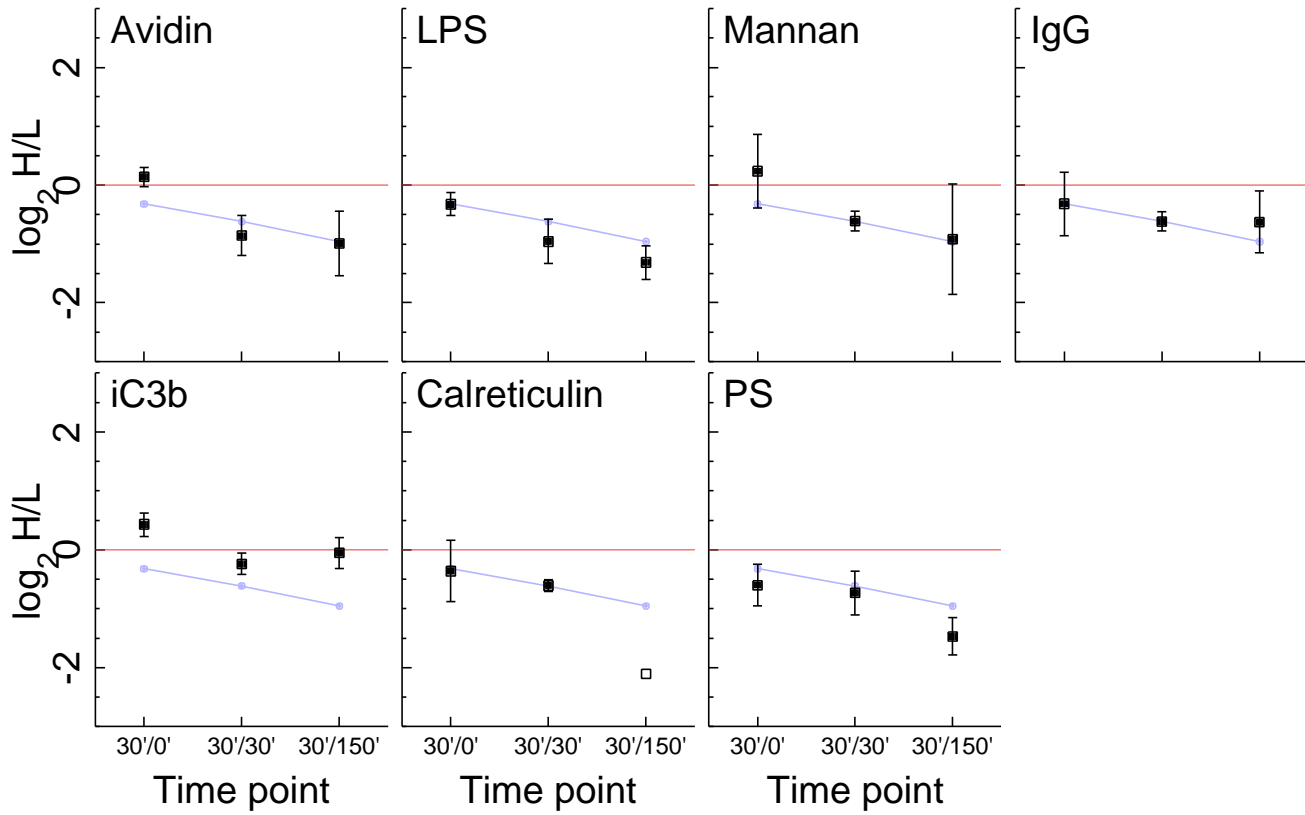 Avidin
LPS
Mannan
IgG
log2 H/L
2
0
-2
iC3b
Calreticulin
PS
log2 H/L
2
0
-2
30'/0' 30'/30' 30'/150'
30'/0' 30'/30' 30'/150'
30'/0' 30'/30' 30'/150'
Time point
Time point
Time point